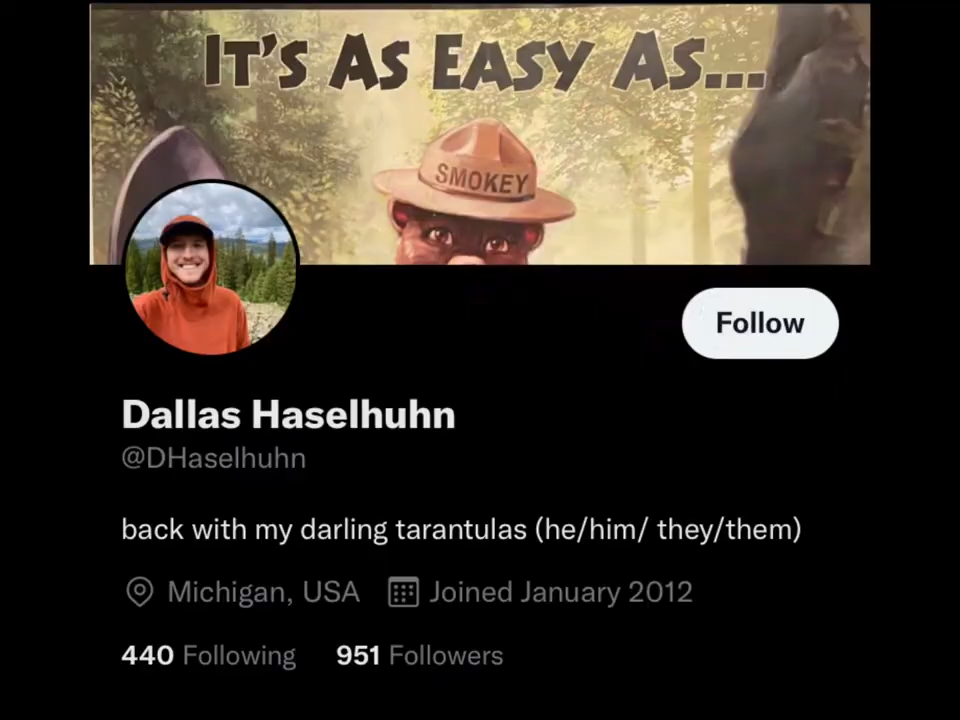 IT'S AS EASY AS...
SMOKEY
Follow
Dallas Haselhuhn
@DHaselhuhn
back with my darling tarantulas (he/him/ they/them)
Michigan, USA Joined January 2012
440 Following 951 Followers